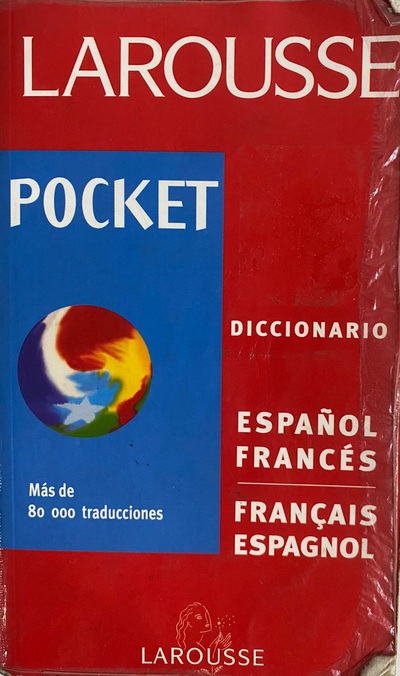 LAROUSSE
POCKET
DICCIONARIO
ESPAÑOL
FRANCÉS
FRANÇAIS
ESPAGNOL
Más de
80 000 traducciones
LAROUSSE